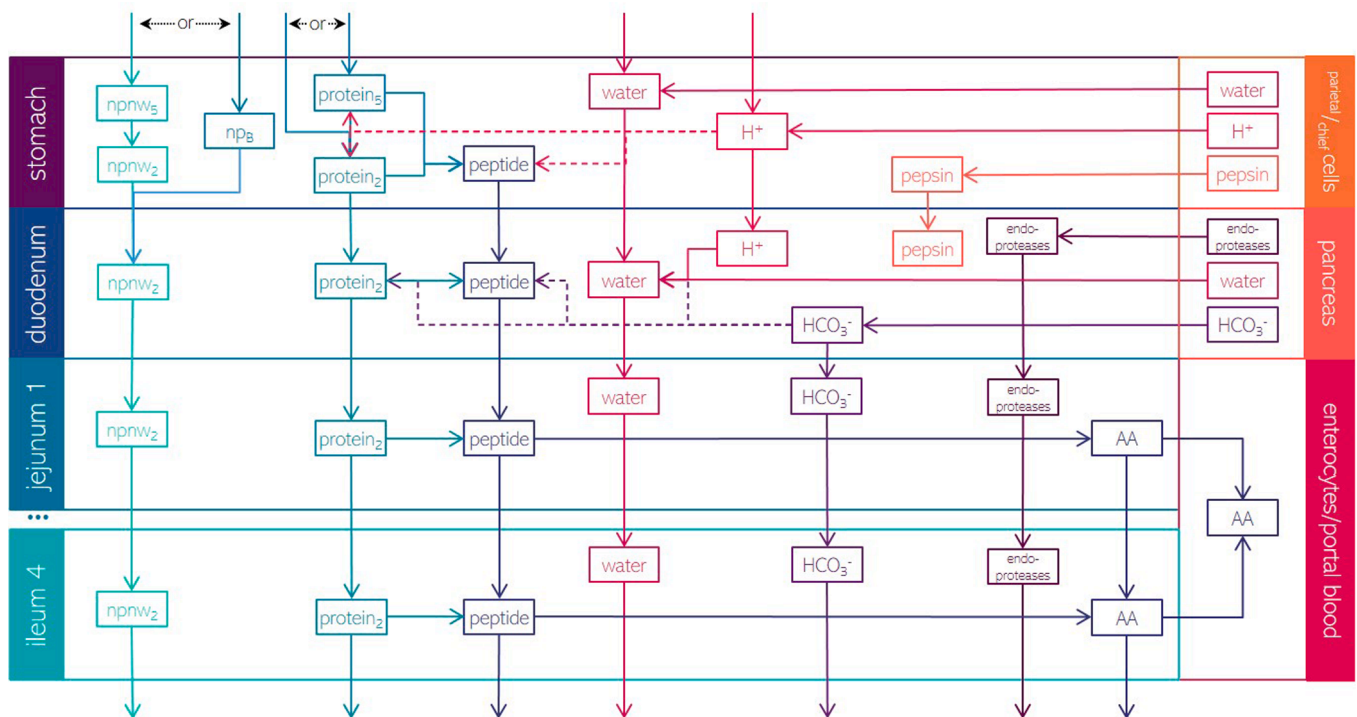 or
or
stomach
npnw₅
npnw₂
np_B
protein₅
protein₂
peptide
water
H⁺
pepsin
water
H⁺
pepsin
parietal/chief cells
duodenum
npnw₂
protein₂
peptide
water
H⁺
pepsin
HCO₃⁻
endo-
proteases
endo-
proteases
water
HCO₃⁻
pancreas
jejunum 1
npnw₂
protein₂
peptide
water
HCO₃⁻
endo-
proteases
AA
AA
...
ileum 4
npnw₂
protein₂
peptide
water
HCO₃⁻
endo-
proteases
AA
enterocytes/portal blood